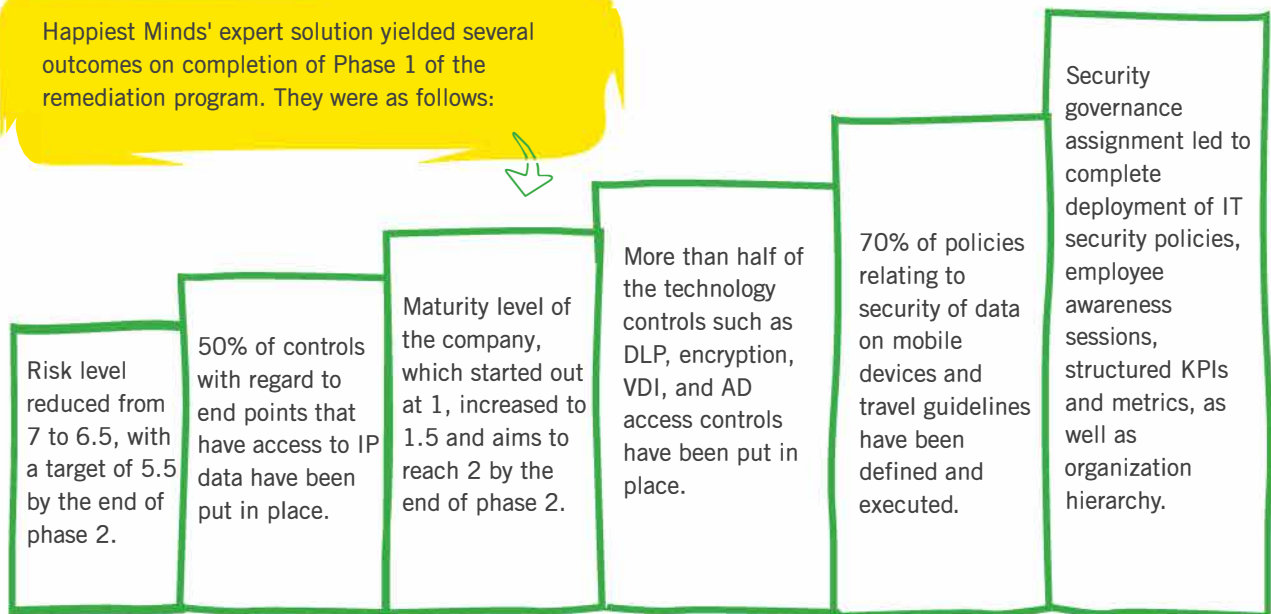 Happiest Minds' expert solution yielded several
outcomes on completion of Phase 1 of the
remediation program. They were as follows:
Risk level
reduced from
7 to 6.5, with
a target of 5.5
by the end of
phase 2.
50% of controls
with regard to
end points that
have access to IP
data have been
put in place.
Maturity level of
the company,
which started out
at 1, increased to
1.5 and aims to
reach 2 by the
end of phase 2.
More than half of
the technology
controls such as
DLP, encryption,
VDI, and AD
access controls
have been put in
place.
70% of policies
relating to
security of data
on mobile
devices and
travel guidelines
have been
defined and
executed.
Security
governance
assignment led to
complete
deployment of IT
security policies,
employee
awareness
sessions,
structured KPIs
and metrics, as
well as
organization
hierarchy.